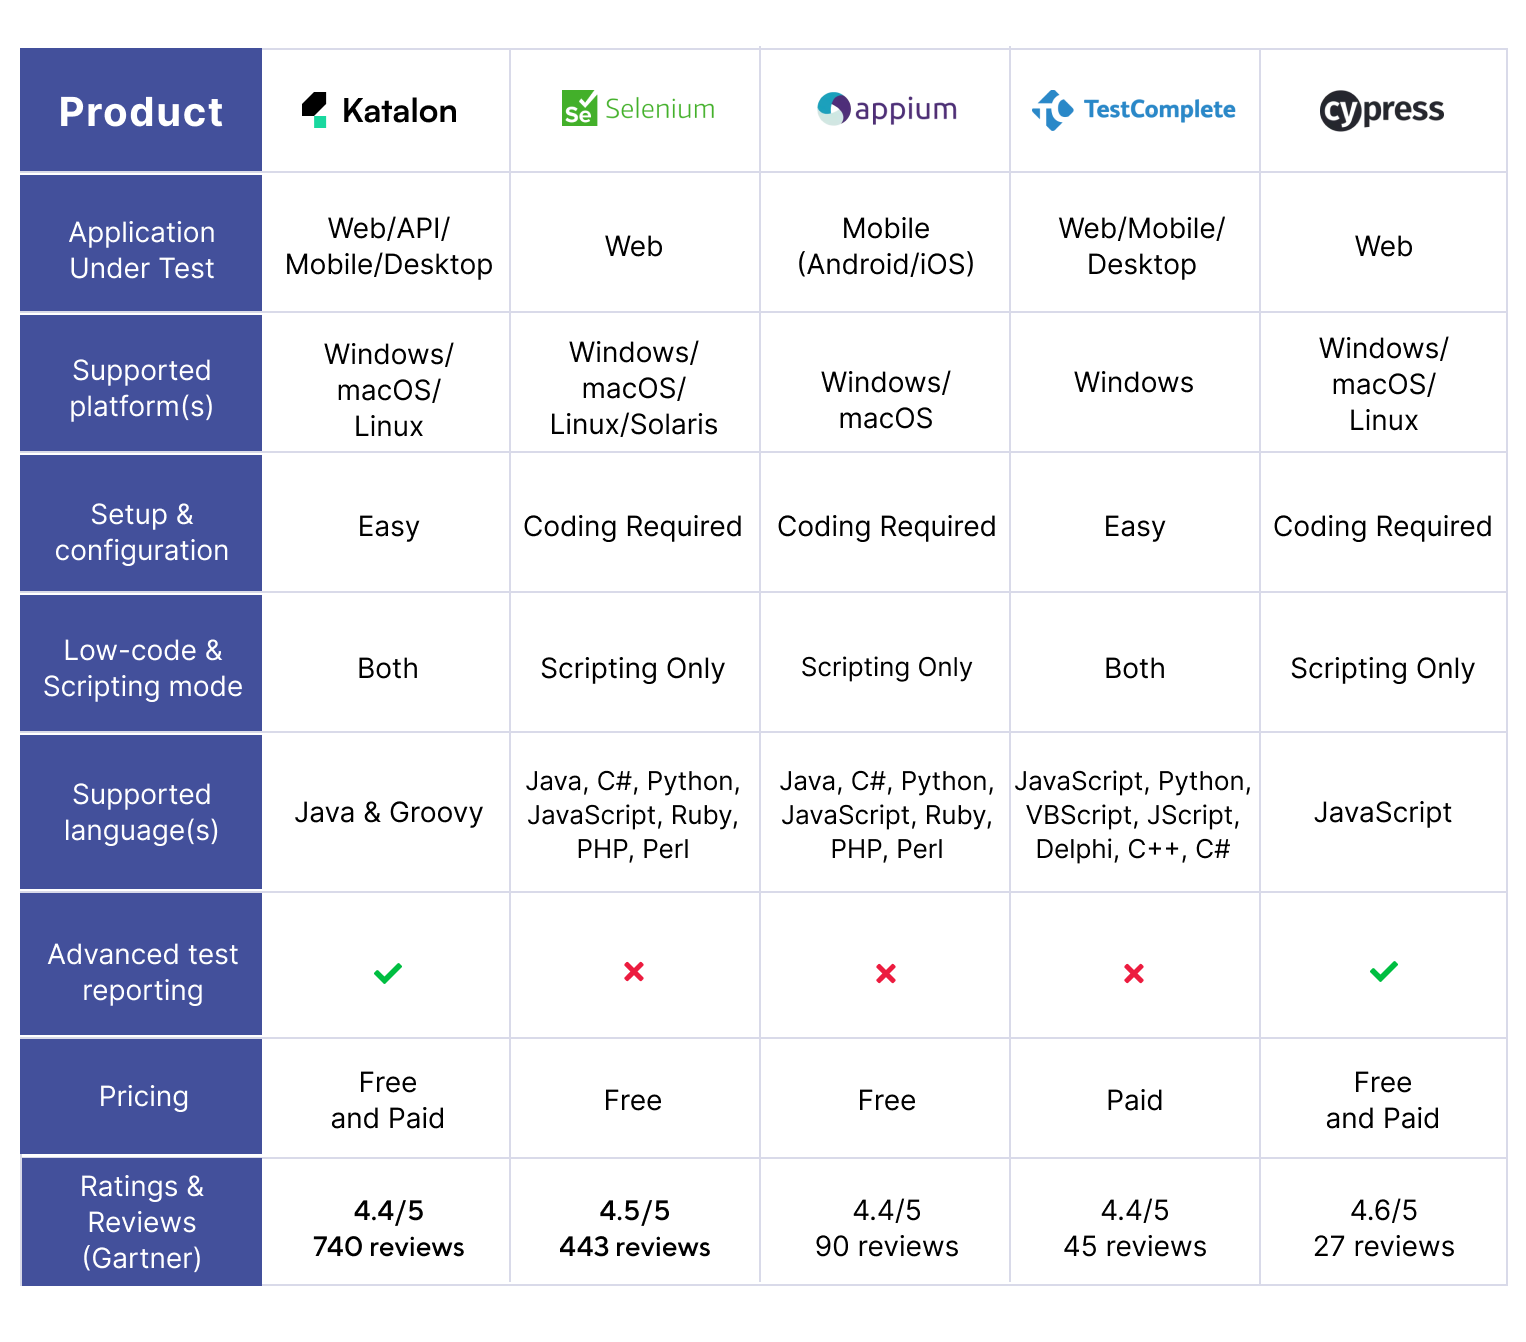 Product
Katalon
Se Selenium
appium
TestComplete
cypress
Application
Under Test
Web/API/
Mobile/Desktop
Web
Mobile
(Android/iOS)
Web/Mobile/
Desktop
Web
Supported
platform(s)
Windows/
macOS/
Linux
Windows/
macOS/
Linux/Solaris
Windows/
macOS
Windows
Windows/
macOS/
Linux
Setup &
configuration
Easy
Coding Required
Coding Required
Easy
Coding Required
Low-code &
Scripting mode
Both
Scripting Only
Scripting Only
Both
Scripting Only
Supported
language(s)
Java & Groovy
Java, C#, Python,
JavaScript, Ruby,
PHP, Perl
Java, C#, Python,
JavaScript, Ruby,
PHP, Perl
JavaScript, Python,
VBScript, JScript,
Delphi, C++, C#
JavaScript
Advanced test
reporting
Pricing
Free
and Paid
Free
Free
Paid
Free
and Paid
Ratings &
Reviews
(Gartner)
4.4/5
740 reviews
4.5/5
443 reviews
4.4/5
90 reviews
4.4/5
45 reviews
4.6/5
27 reviews